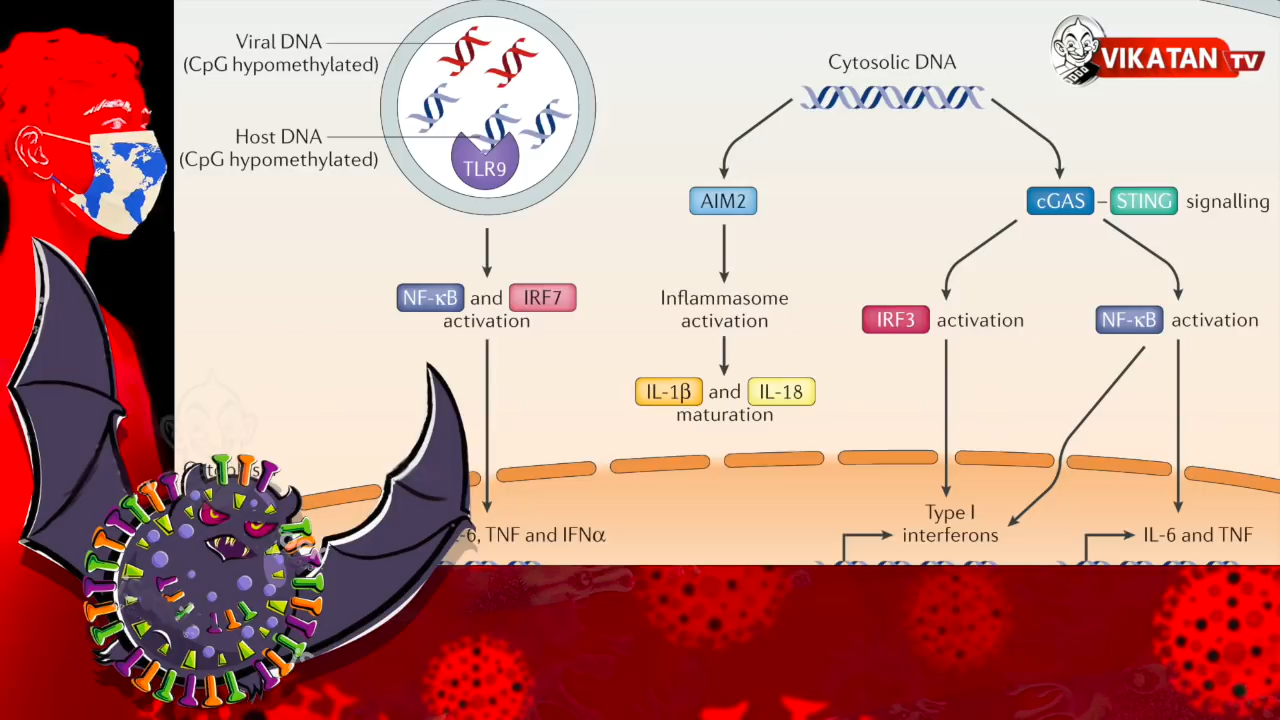 Viral DNA
(CpG hypomethylated)
Host DNA
(CpG hypomethylated)
TLR9
NF-κB and IRF7
activation
-6, TNF and IFNα
Cytosolic DNA
AIM2
Inflammasome
activation
IL-1β and IL-18
maturation
cGAS – STING signalling
IRF3 activation
NF-κB activation
Type I
interferons
IL-6 and TNF
VIKATAN TV